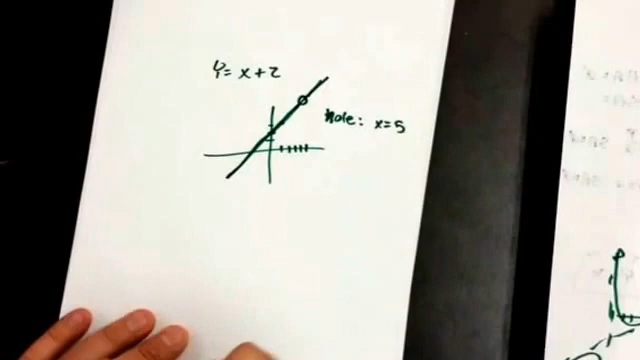 Y = x + 2
Hole: x = 5